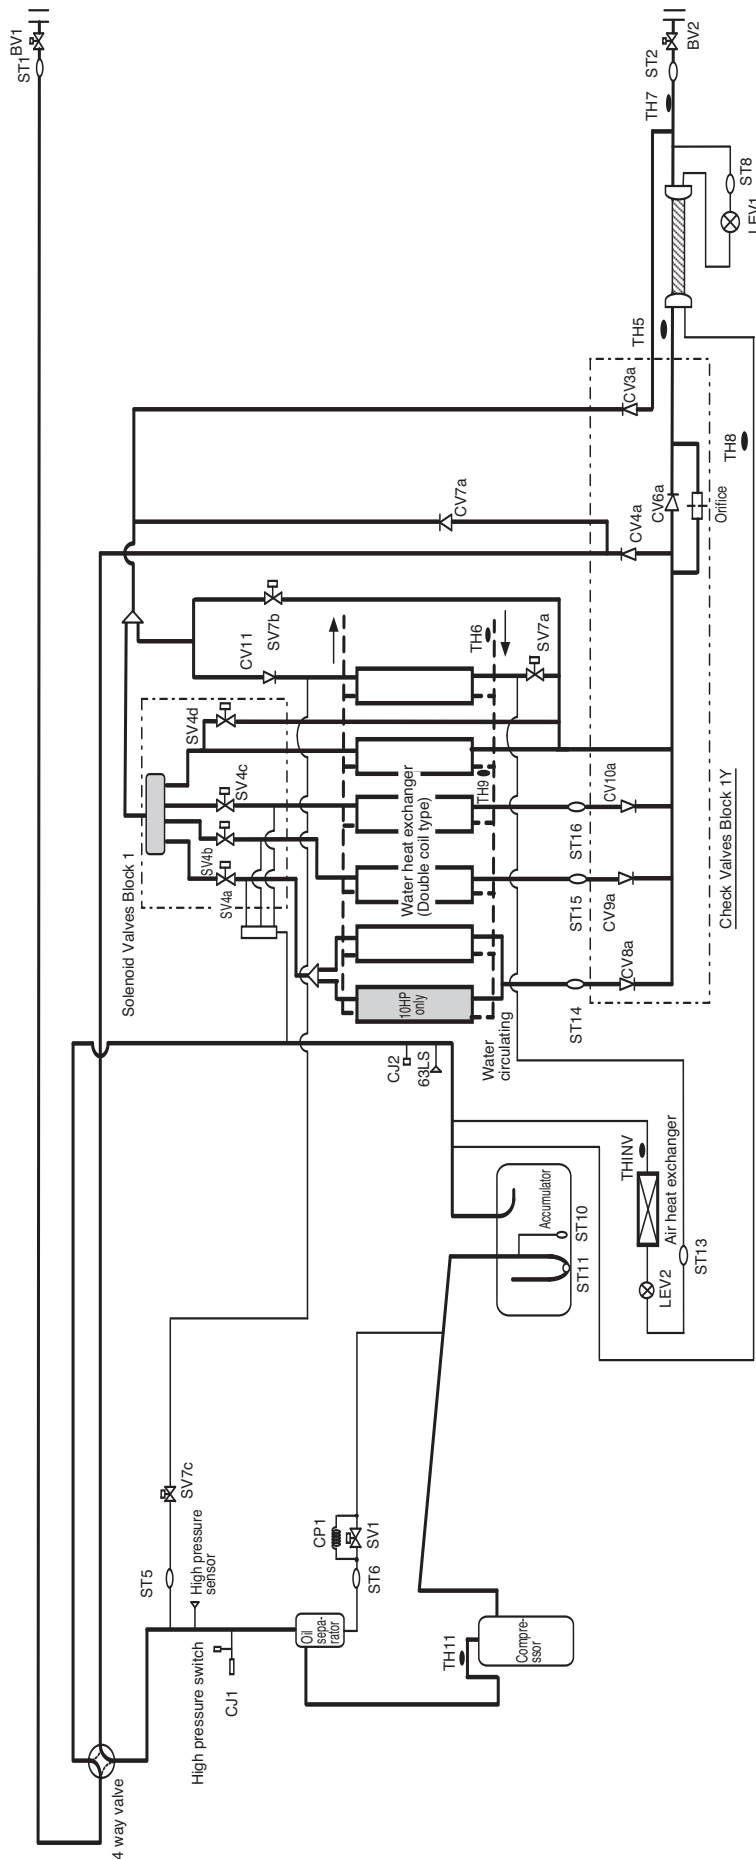 BV1
ST1
BV2
ST2
TH7
ST8
LEV1
TH5
TH8
CV3a
CV7a
CV4a
CV6a
Orifice
SV7b
CV11
TH6
SV7a
Solenoid Valves Block 1
SV4d
SV4c
SV4b
SV4a
TH9
Water heat exchanger
(Double coil type)
10HP
only
Water
circulating
CV10a
CV9a
CV8a
Check Valves Block 1Y
ST16
ST15
ST14
CJ2
63LS
THINV
Air heat exchanger
LEV2
ST13
Accumulator
ST10
ST11
SV7c
ST5
High pressure
sensor
High pressure switch
CJ1
CP1
SV1
ST6
Oil
sepa-
rator
TH11
Compre-
ssor
4 way valve